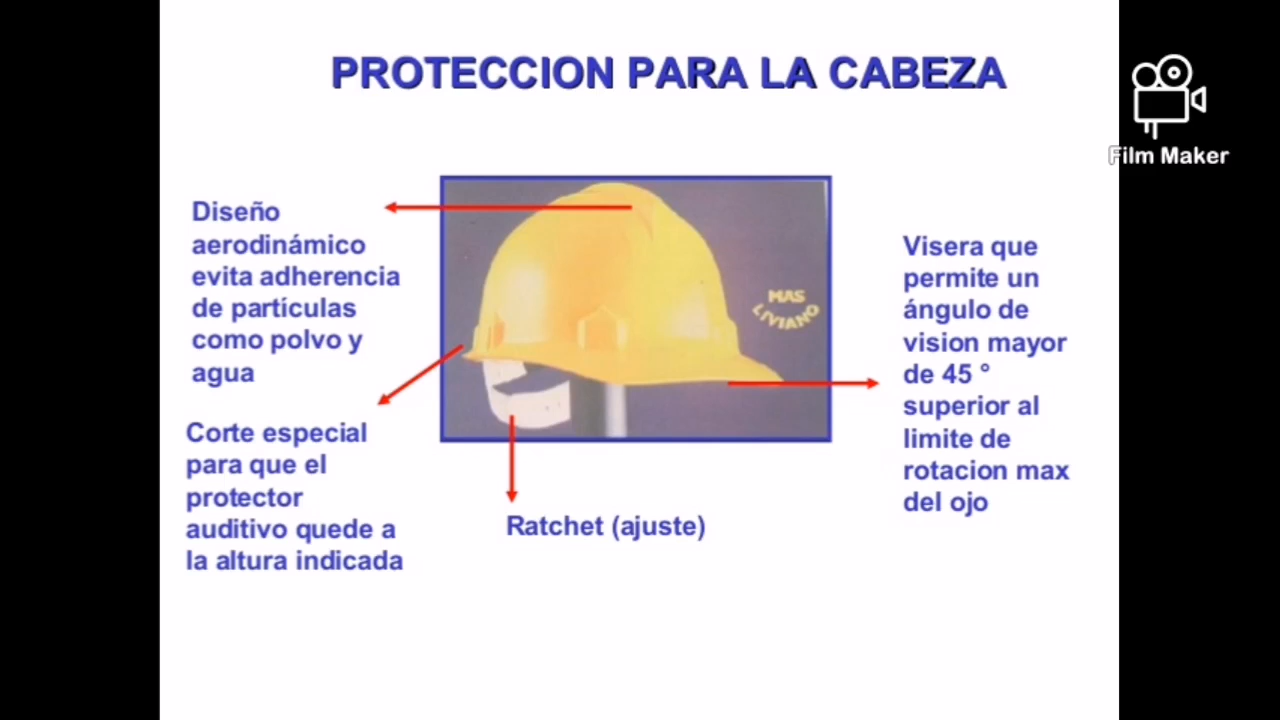 PROTECCION PARA LA CABEZA
Film Maker
Diseño
aerodinámico
evita adherencia
de partículas
como polvo y
agua
Corte especial
para que el
protector
auditivo quede a
la altura indicada
MAS
LIVIANO
Ratchet (ajuste)
Visera que
permite un
ángulo de
vision mayor
de 45 °
superior al
limite de
rotacion max
del ojo